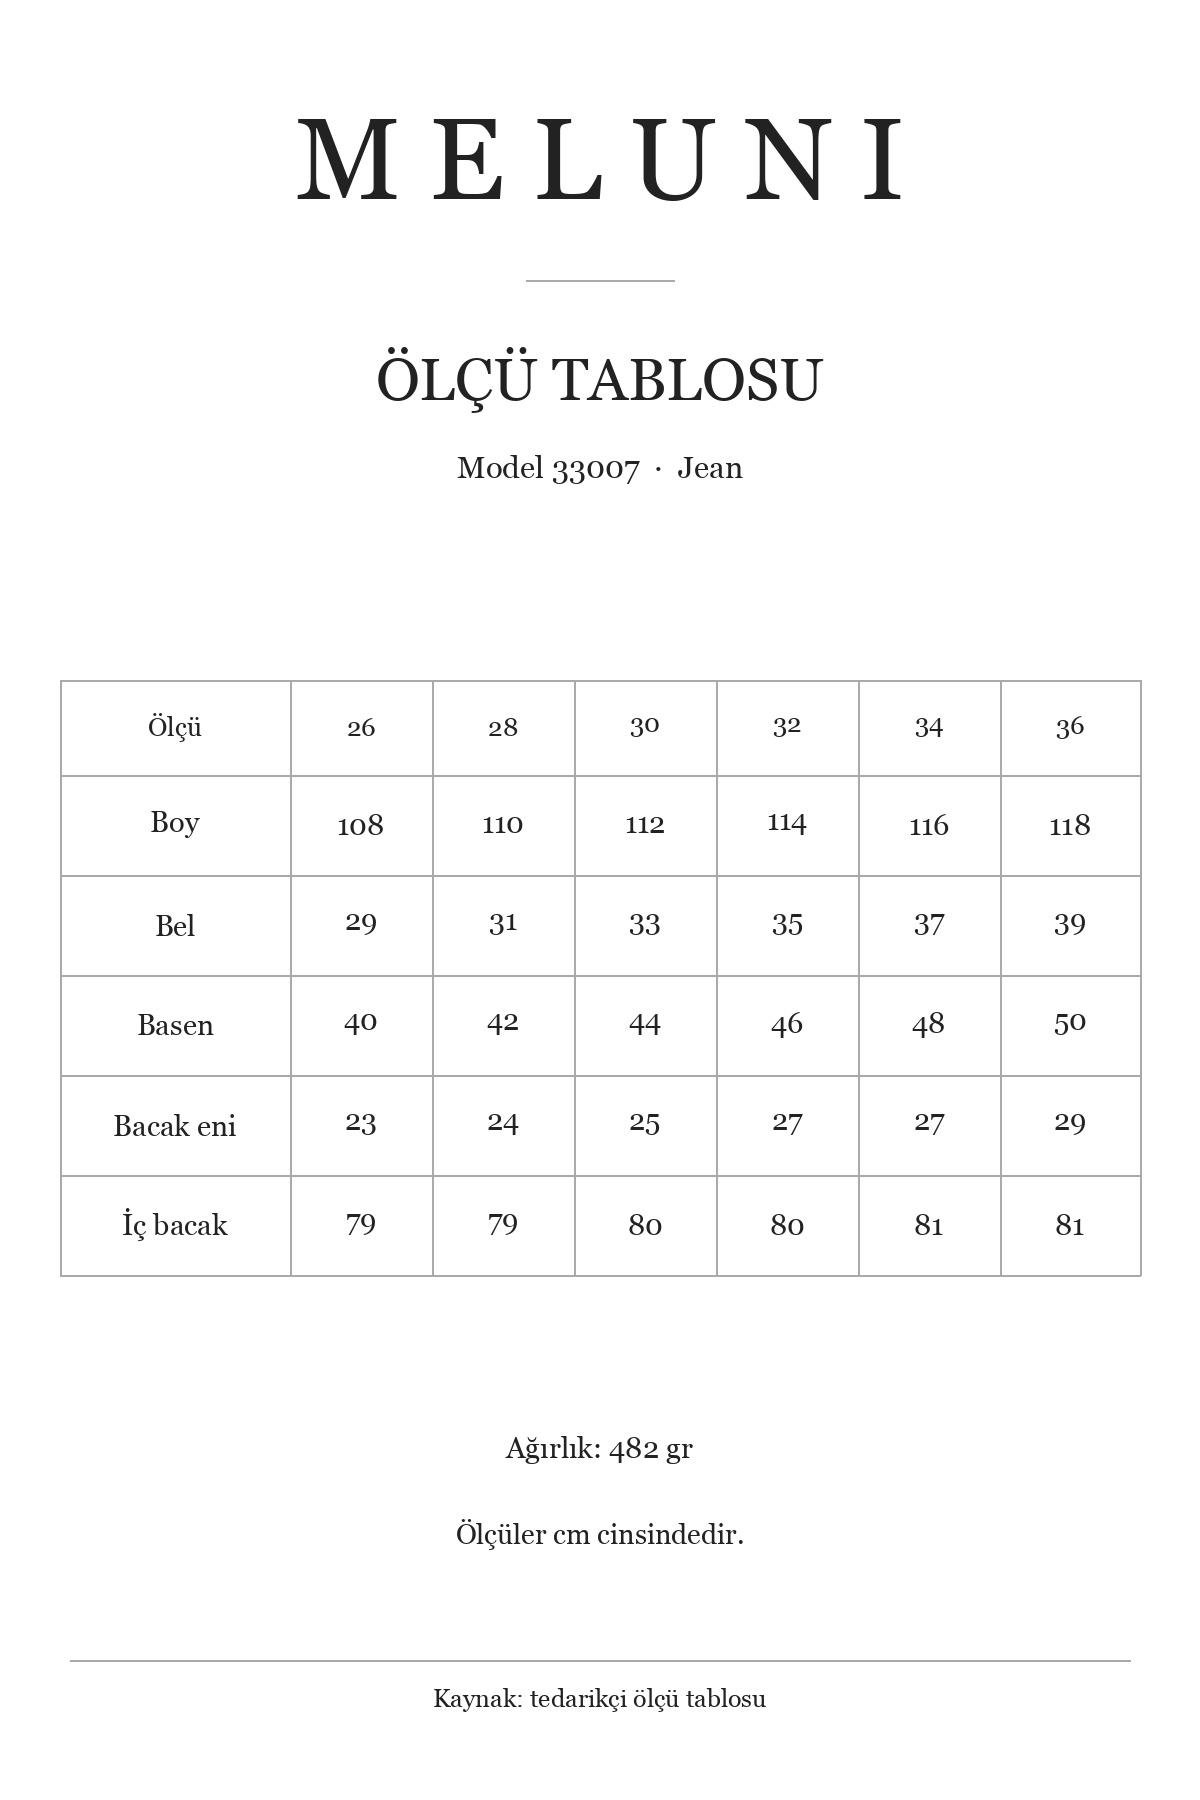 MELUNI
ÖLÇÜ TABLOSU
Model 33007 · Jean
Ölçü 26 28 30 32 34 36
Boy 108 110 112 114 116 118
Bel 29 31 33 35 37 39
Basen 40 42 44 46 48 50
Bacak eni 23 24 25 27 27 29
İç bacak 79 79 80 80 81 81
Ağırlık: 482 gr
Ölçüler cm cinsindedir.
Kaynak: tedarikçi ölçü tablosu